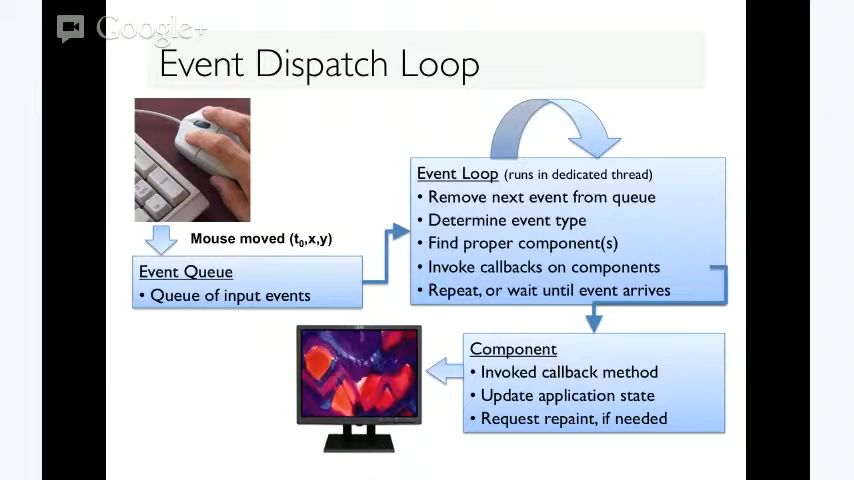 Google+
Event Dispatch Loop
Event Loop (runs in dedicated thread)
• Remove next event from queue
• Determine event type
• Find proper component(s)
• Invoke callbacks on components
• Repeat, or wait until event arrives
Mouse moved (t0,x,y)
Event Queue
• Queue of input events
Component
• Invoked callback method
• Update application state
• Request repaint, if needed